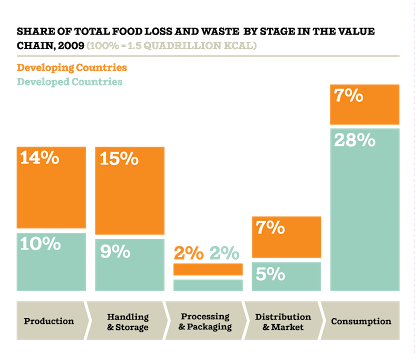 SHARE OF TOTAL FOOD LOSS AND WASTE BY STAGE IN THE VALUE
CHAIN, 2009 (100% = 1.5 QUADRILLION KCAL)
Developing Countries
Developed Countries
14%
10%
15%
9%
2% 2%
7%
5%
7%
28%
Production
Handling
& Storage
Processing
& Packaging
Distribution
& Market
Consumption